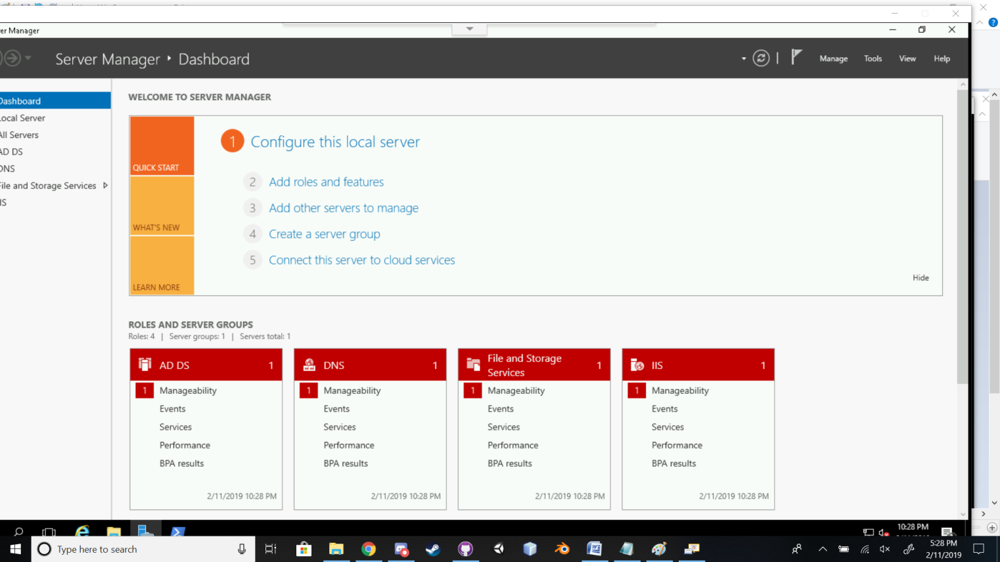 er Manager
Server Manager ‣ Dashboard
Manage Tools View Help
Dashboard
Local Server
All Servers
AD DS
DNS
File and Storage Services
IIS
WELCOME TO SERVER MANAGER
QUICK START
WHAT'S NEW
LEARN MORE
1 Configure this local server
2 Add roles and features
3 Add other servers to manage
4 Create a server group
5 Connect this server to cloud services
Hide
ROLES AND SERVER GROUPS
Roles: 4 | Server groups: 1 | Servers total: 1
AD DS 1
1 Manageability
Events
Services
Performance
BPA results
2/11/2019 10:28 PM
DNS 1
1 Manageability
Events
Services
Performance
BPA results
2/11/2019 10:28 PM
File and Storage
Services 1
1 Manageability
Events
Services
Performance
BPA results
2/11/2019 10:28 PM
IIS 1
1 Manageability
Events
Services
Performance
BPA results
2/11/2019 10:28 PM
10:28 PM
Type here to search
5:28 PM
2/11/2019